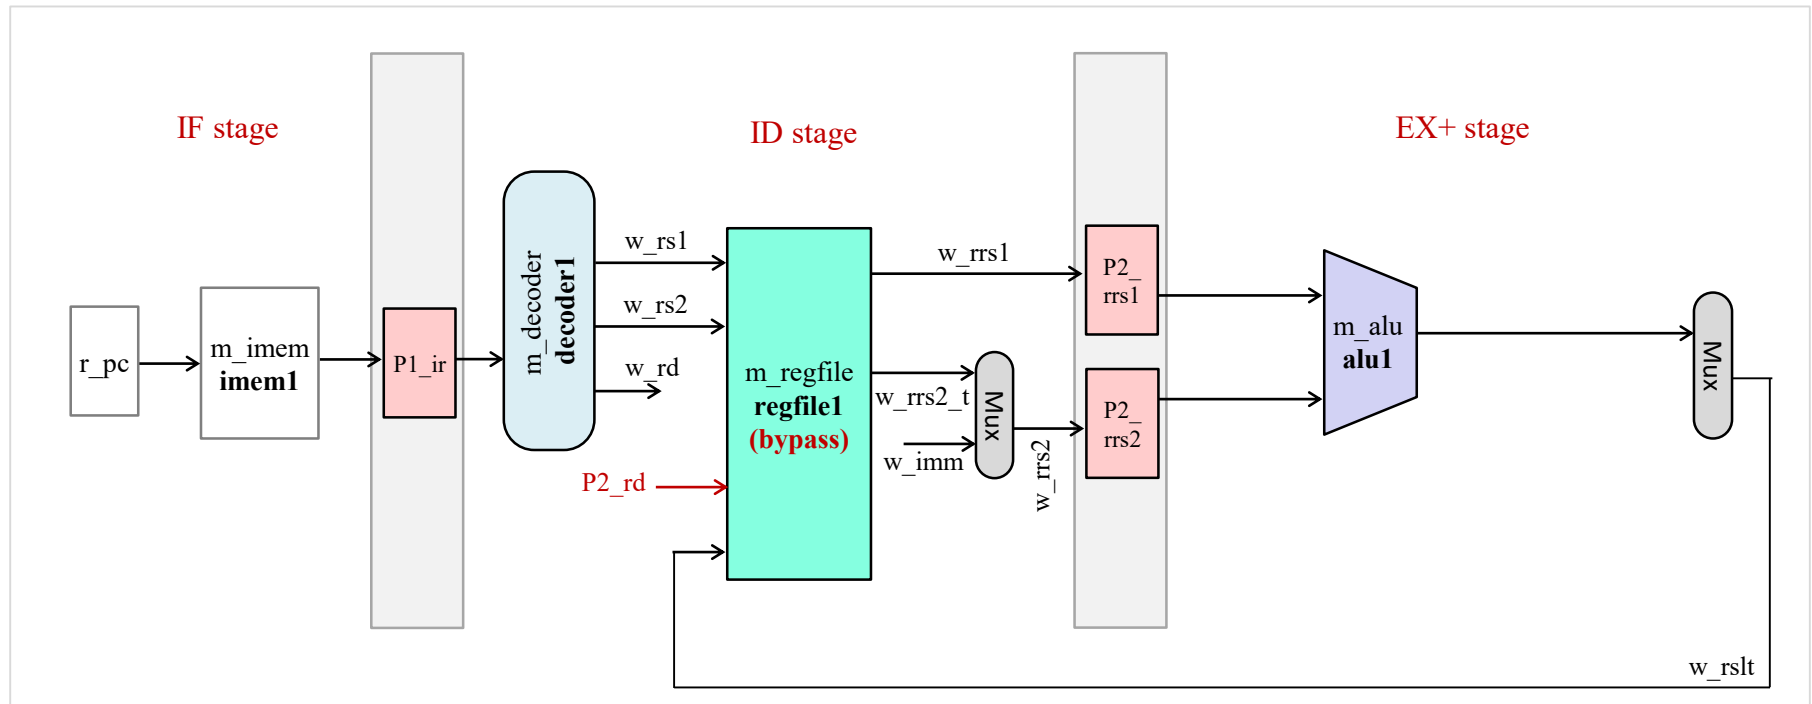 IF stage
ID stage
EX+ stage
r_pc
m_imem
imem1
P1_ir
m_decoder
decoder1
w_rs1
w_rs2
w_rd
P2_rd
m_regfile
regfile1
(bypass)
w_rrs1
w_rrs2_t
w_imm
Mux
w_rrs2
P2_
rrs1
P2_
rrs2
m_alu
alu1
Mux
w_rslt